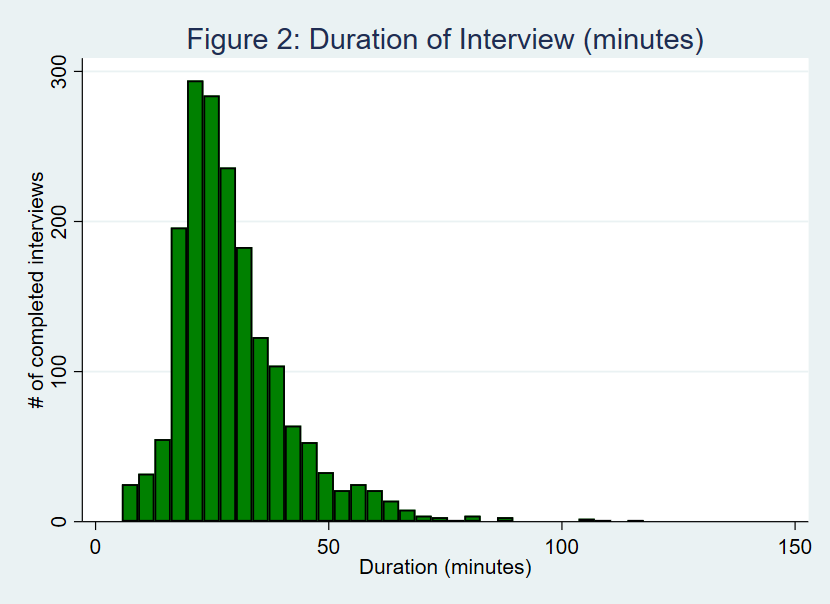 Figure 2: Duration of Interview (minutes)
# of completed interviews
300
200
100
0
0 50 100 150
Duration (minutes)